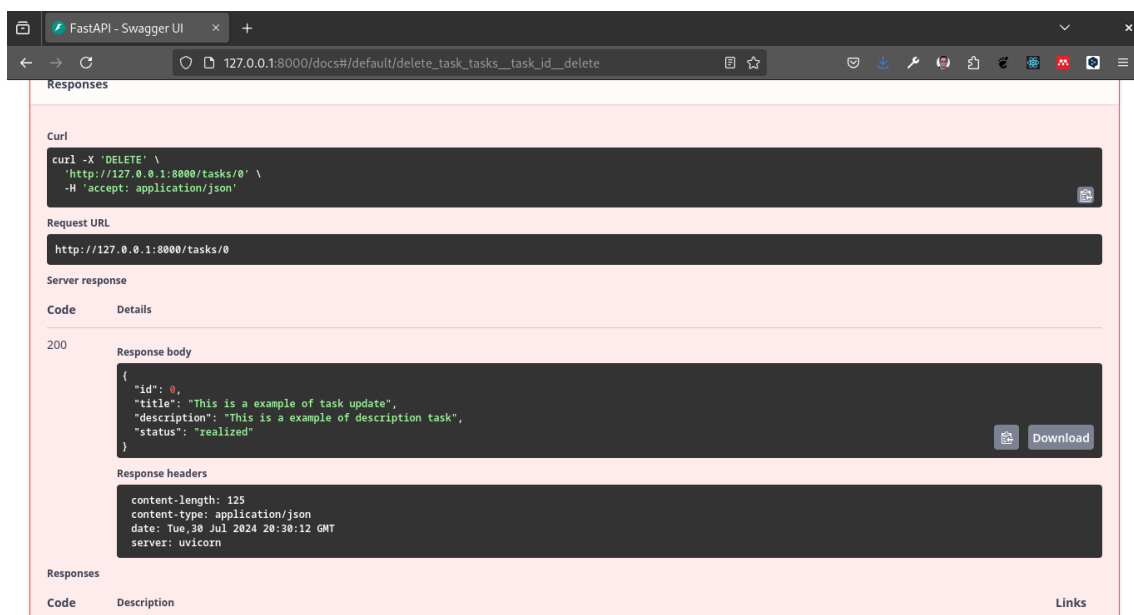 FastAPI - Swagger UI
127.0.0.1:8000/docs#/default/delete_task_tasks__task_id__delete
Responses
Curl
curl -X 'DELETE' \
'http://127.0.0.1:8000/tasks/0' \
-H 'accept: application/json'
Request URL
http://127.0.0.1:8000/tasks/0
Server response
Code Details
200
Response body
{
"id": 0,
"title": "This is a example of task update",
"description": "This is a example of description task",
"status": "realized"
}
Download
Response headers
content-length: 125
content-type: application/json
date: Tue,30 Jul 2024 20:30:12 GMT
server: uvicorn
Responses
Code Description Links